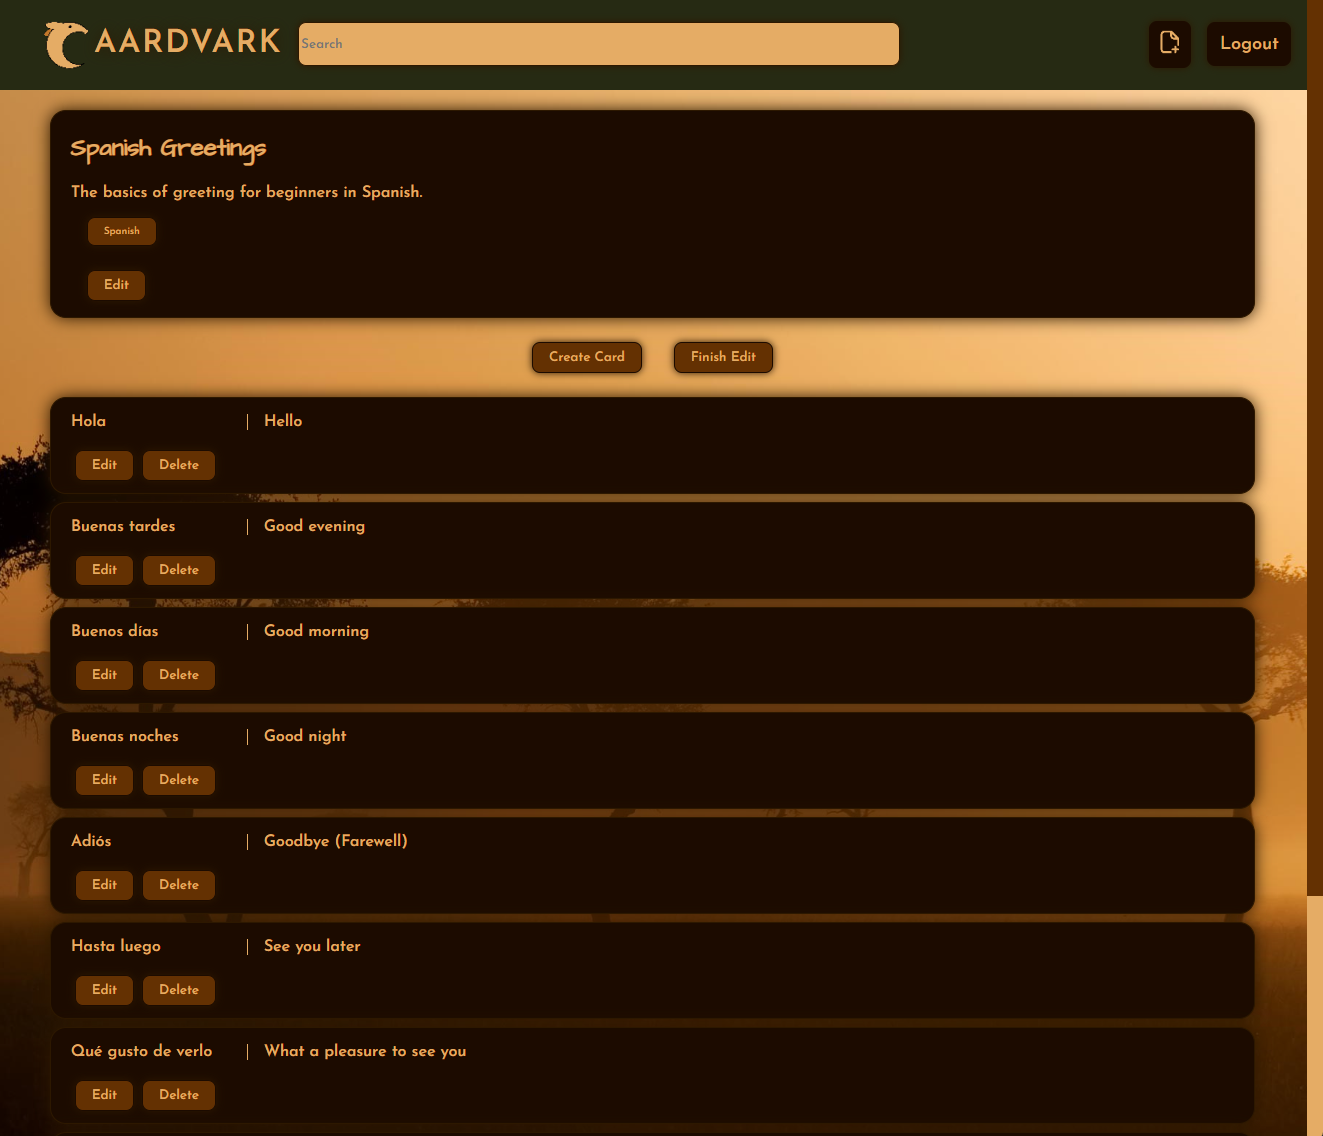 AARDVARK Search Logout
Spanish Greetings
The basics of greeting for beginners in Spanish.
Spanish
Edit
Create Card Finish Edit
Hola | Hello
Edit Delete
Buenas tardes | Good evening
Edit Delete
Buenos días | Good morning
Edit Delete
Buenas noches | Good night
Edit Delete
Adiós | Goodbye (Farewell)
Edit Delete
Hasta luego | See you later
Edit Delete
Qué gusto de verlo | What a pleasure to see you
Edit Delete